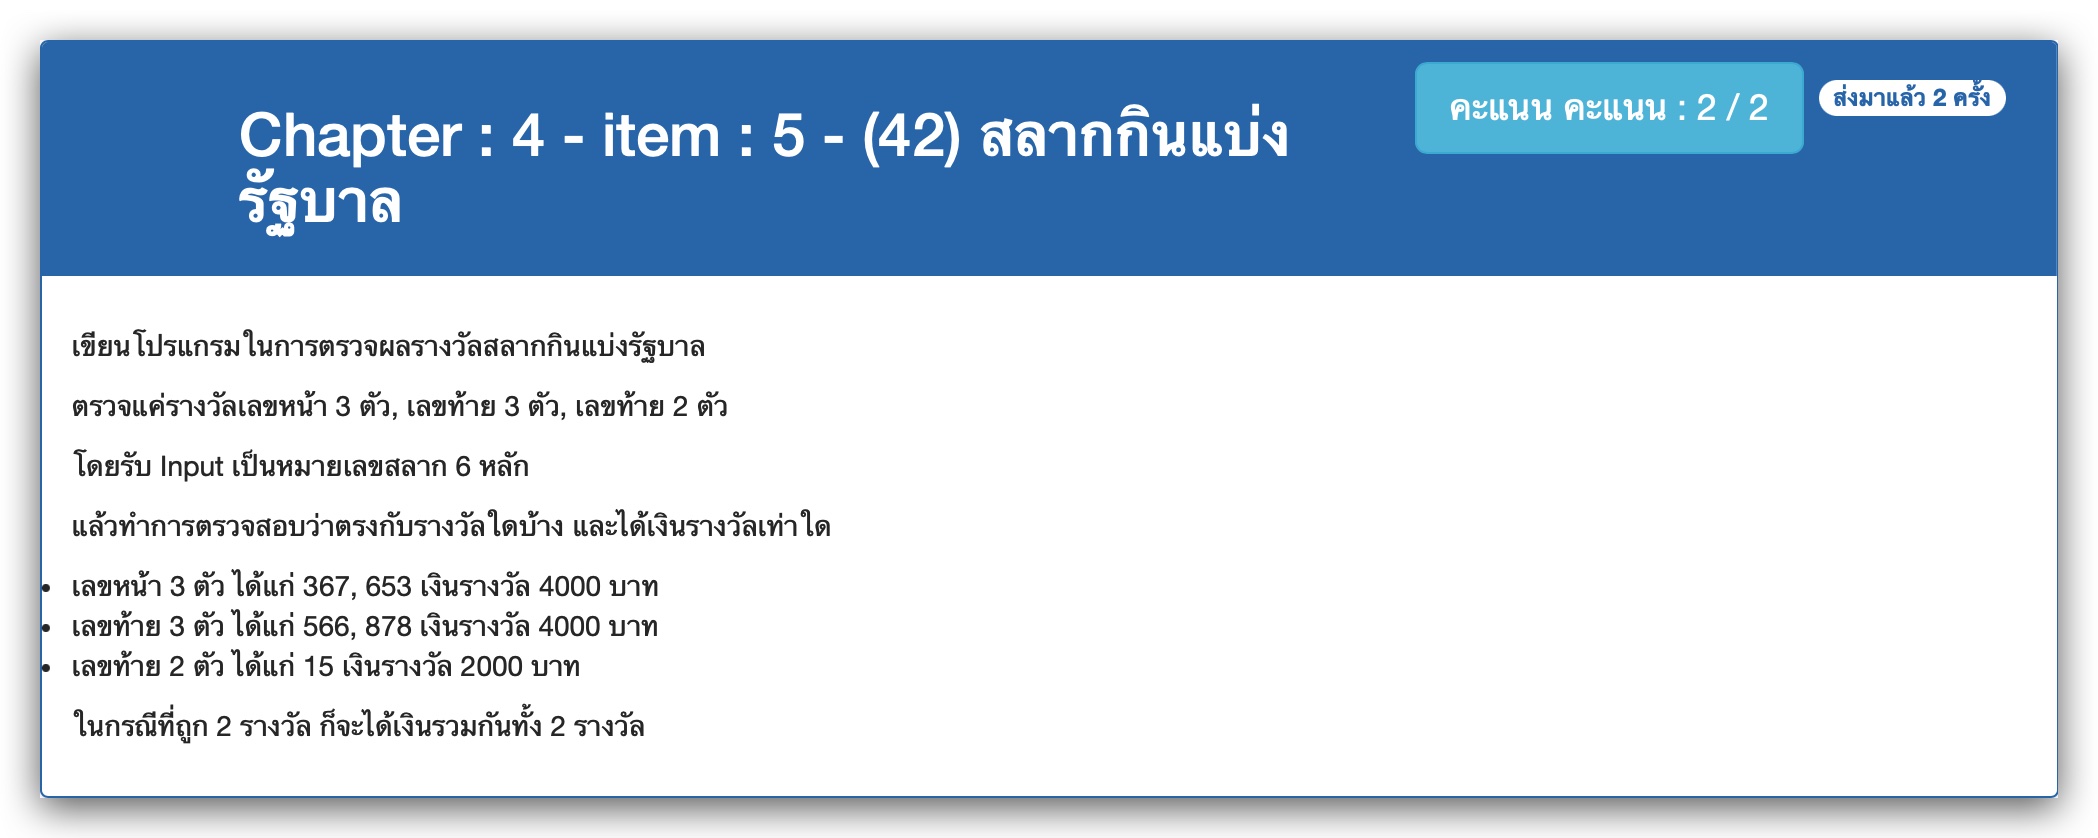 Chapter : 4 - item : 5 - (42) สลากกินแบ่ง
รัฐบาล
คะแนน คะแนน : 2 / 2
ส่งมาแล้ว 2 ครั้ง
เขียนโปรแกรมในการตรวจผลรางวัลสลากกินแบ่งรัฐบาล
ตรวจแค่รางวัลเลขหน้า 3 ตัว, เลขท้าย 3 ตัว, เลขท้าย 2 ตัว
โดยรับ Input เป็นหมายเลขสลาก 6 หลัก
แล้วทำการตรวจสอบว่าตรงกับรางวัลใดบ้าง และได้เงินรางวัลเท่าใด
• เลขหน้า 3 ตัว ได้แก่ 367, 653 เงินรางวัล 4000 บาท
• เลขท้าย 3 ตัว ได้แก่ 566, 878 เงินรางวัล 4000 บาท
• เลขท้าย 2 ตัว ได้แก่ 15 เงินรางวัล 2000 บาท
ในกรณีที่ถูก 2 รางวัล ก็จะได้เงินรวมกันทั้ง 2 รางวัล